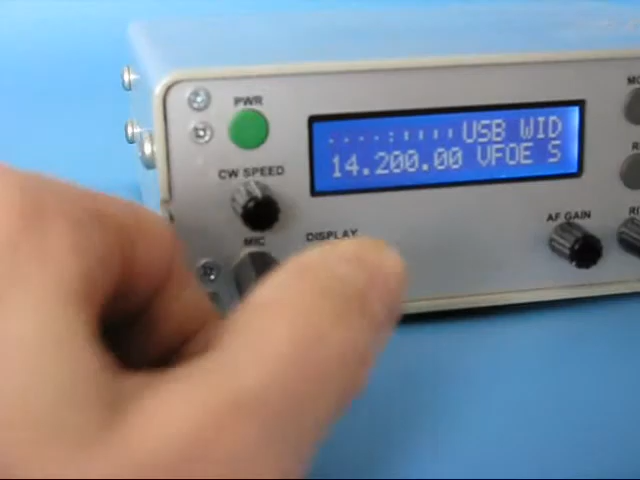 PWR
USB WID
14.200.00 VFOE S
CW SPEED
MIC
DISPLAY
AF GAIN